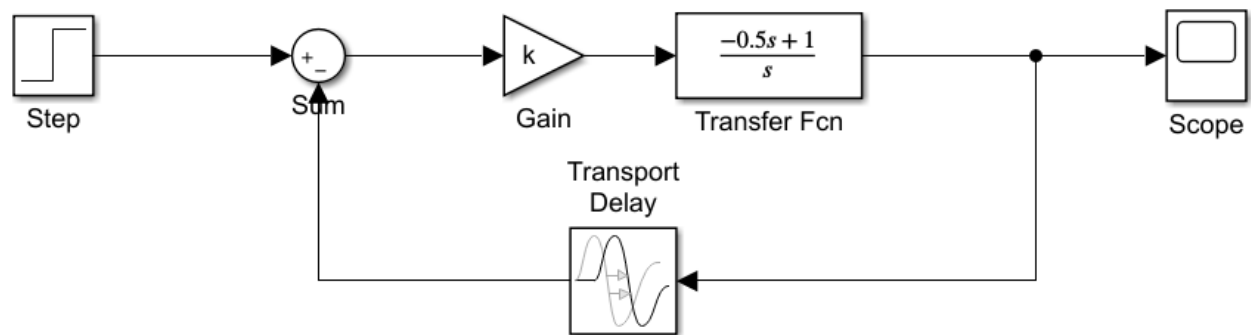 +
−
k
−0.5s + 1
s
Step
Sum
Gain
Transfer Fcn
Scope
Transport
Delay